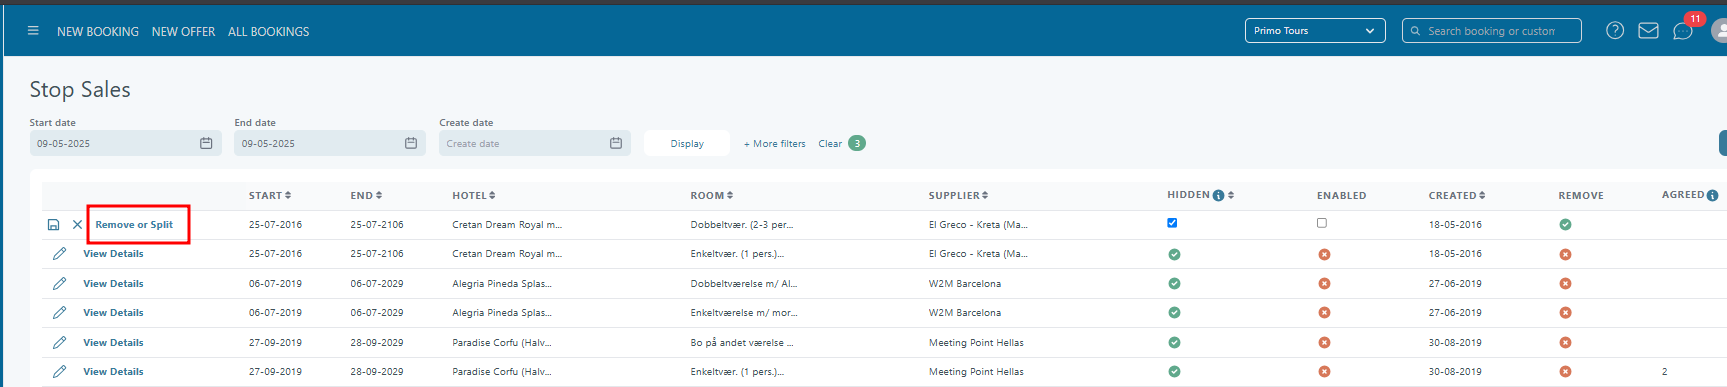 NEW BOOKING NEW OFFER ALL BOOKINGS Primo Tours Search booking or custom 11
Stop Sales
Start date End date Create date
09-05-2025 09-05-2025 Create date Display + More filters Clear 3
START END HOTEL ROOM SUPPLIER HIDDEN ENABLED CREATED REMOVE AGREED
Remove or Split 25-07-2016 25-07-2106 Cretan Dream Royal m... Dobbeltvær. (2-3 per... El Greco - Kreta (Ma... 18-05-2016
View Details 25-07-2016 25-07-2106 Cretan Dream Royal m... Enkeltvær. (1 pers.)... El Greco - Kreta (Ma... 18-05-2016
View Details 06-07-2019 06-07-2029 Alegria Pineda Splas... Dobbeltværelse m/ Al... W2M Barcelona 27-06-2019
View Details 06-07-2019 06-07-2029 Alegria Pineda Splas... Enkeltværelse m/ mor... W2M Barcelona 27-06-2019
View Details 27-09-2019 28-09-2029 Paradise Corfu (Halv... Bo på andet værelse ... Meeting Point Hellas 30-08-2019
View Details 27-09-2019 28-09-2029 Paradise Corfu (Halv... Enkeltvær. (1 pers.)... Meeting Point Hellas 30-08-2019 2